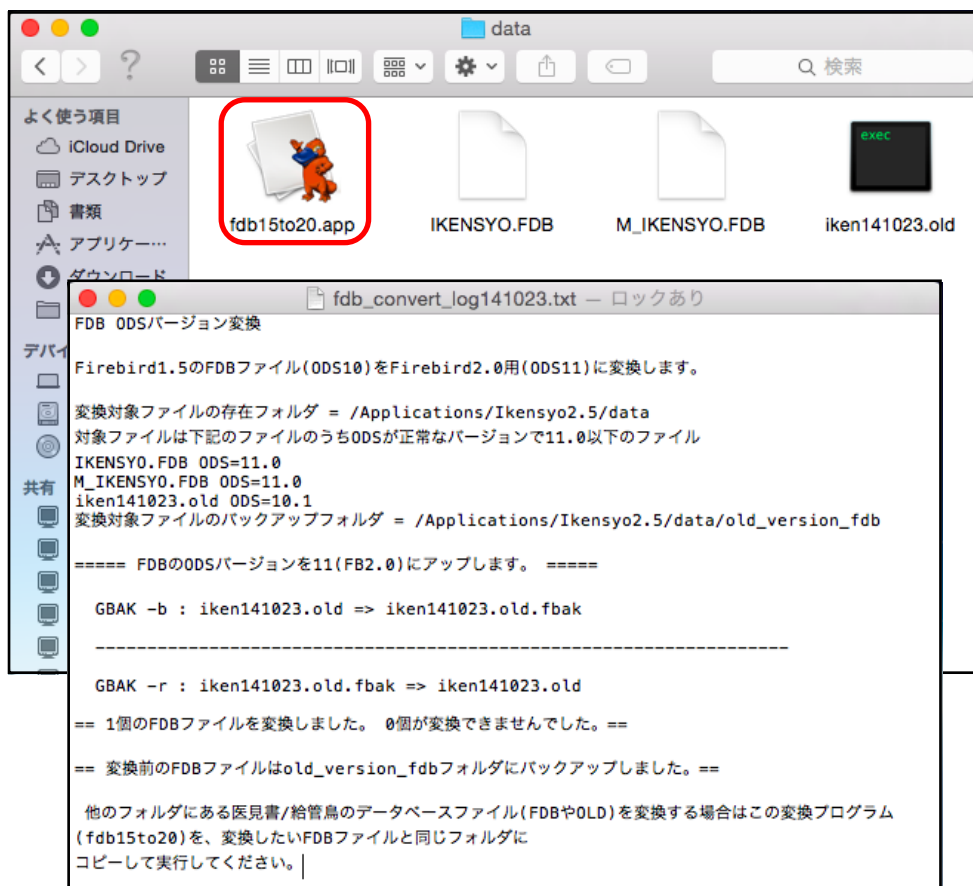 data
検索
よく使う項目
iCloud Drive
デスクトップ
書類
アプリケー…
ダウンロード
デバイ
共有
exec
fdb15to20.app
IKENSYO.FDB
M_IKENSYO.FDB
iken141023.old
fdb_convert_log141023.txt — ロックあり
FDB ODSバージョン変換
Firebird1.5のFDBファイル(ODS10)をFirebird2.0用(ODS11)に変換します。
変換対象ファイルの存在フォルダ = /Applications/Ikensyo2.5/data
対象ファイルは下記のファイルのうちODSが正常なバージョンで11.0以下のファイル
IKENSYO.FDB ODS=11.0
M_IKENSYO.FDB ODS=11.0
iken141023.old ODS=10.1
変換対象ファイルのバックアップフォルダ = /Applications/Ikensyo2.5/data/old_version_fdb
===== FDBのODSバージョンを11(FB2.0)にアップします。 =====
GBAK -b : iken141023.old => iken141023.old.fbak
-------------------------------------------------------------------
GBAK -r : iken141023.old.fbak => iken141023.old
== 1個のFDBファイルを変換しました。 0個が変換できませんでした。==
== 変換前のFDBファイルはold_version_fdbフォルダにバックアップしました。==
他のフォルダにある医見書/給管鳥のデータベースファイル(FDBやOLD)を変換する場合はこの変換プログラム
(fdb15to20)を、変換したいFDBファイルと同じフォルダに
コピーして実行してください。